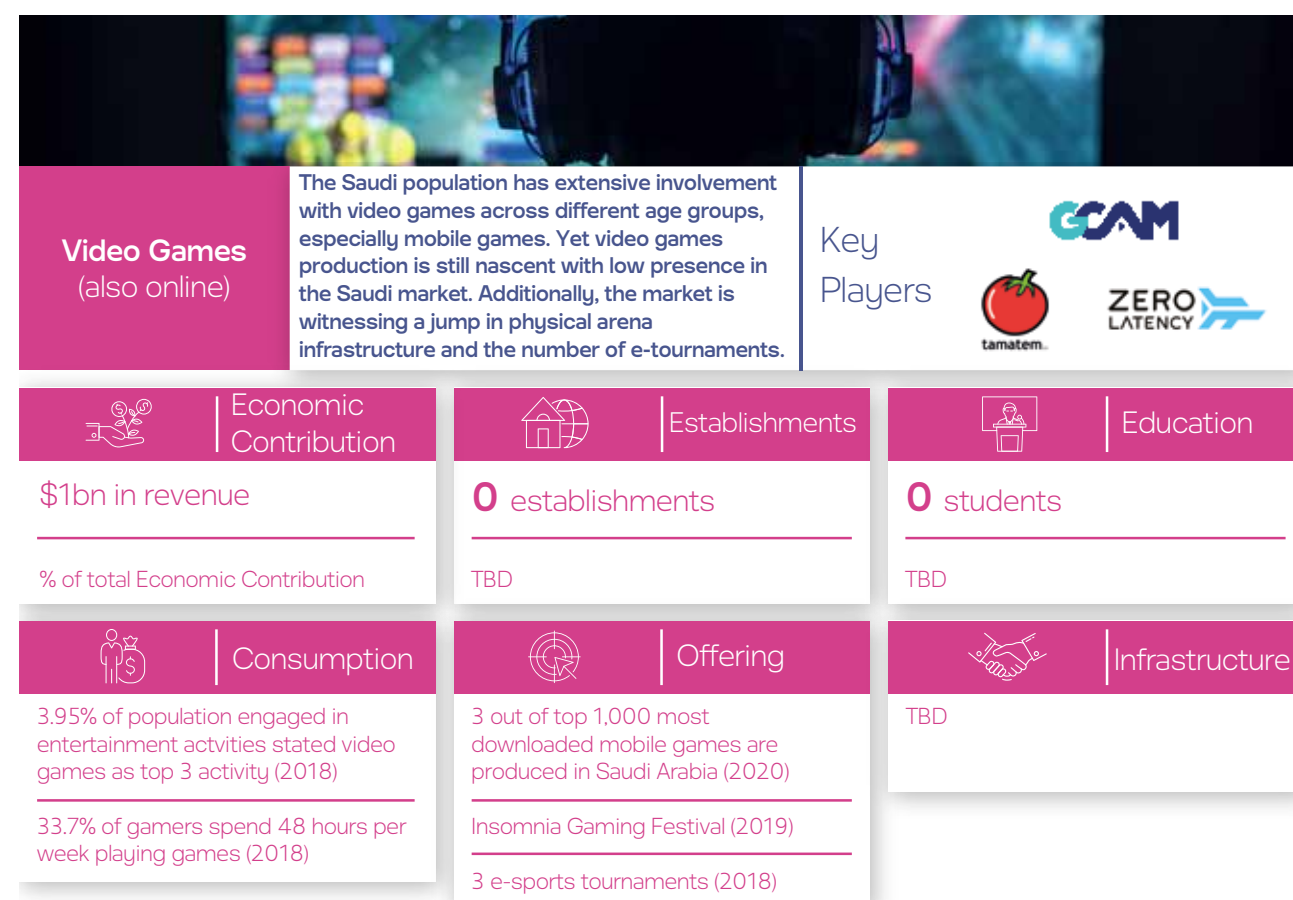 Video Games
(also online)
The Saudi population has extensive involvement
with video games across different age groups,
especially mobile games. Yet video games
production is still nascent with low presence in
the Saudi market. Additionally, the market is
witnessing a jump in physical arena
infrastructure and the number of e-tournaments.
Key
Players
GCAM
tamatem
ZERO
LATENCY
Economic
Contribution
$1bn in revenue
% of total Economic Contribution
Establishments
0 establishments
TBD
Education
0 students
TBD
Consumption
3.95% of population engaged in
entertainment actvities stated video
games as top 3 activity (2018)
33.7% of gamers spend 48 hours per
week playing games (2018)
Offering
3 out of top 1,000 most
downloaded mobile games are
produced in Saudi Arabia (2020)
Insomnia Gaming Festival (2019)
3 e-sports tournaments (2018)
Infrastructure
TBD